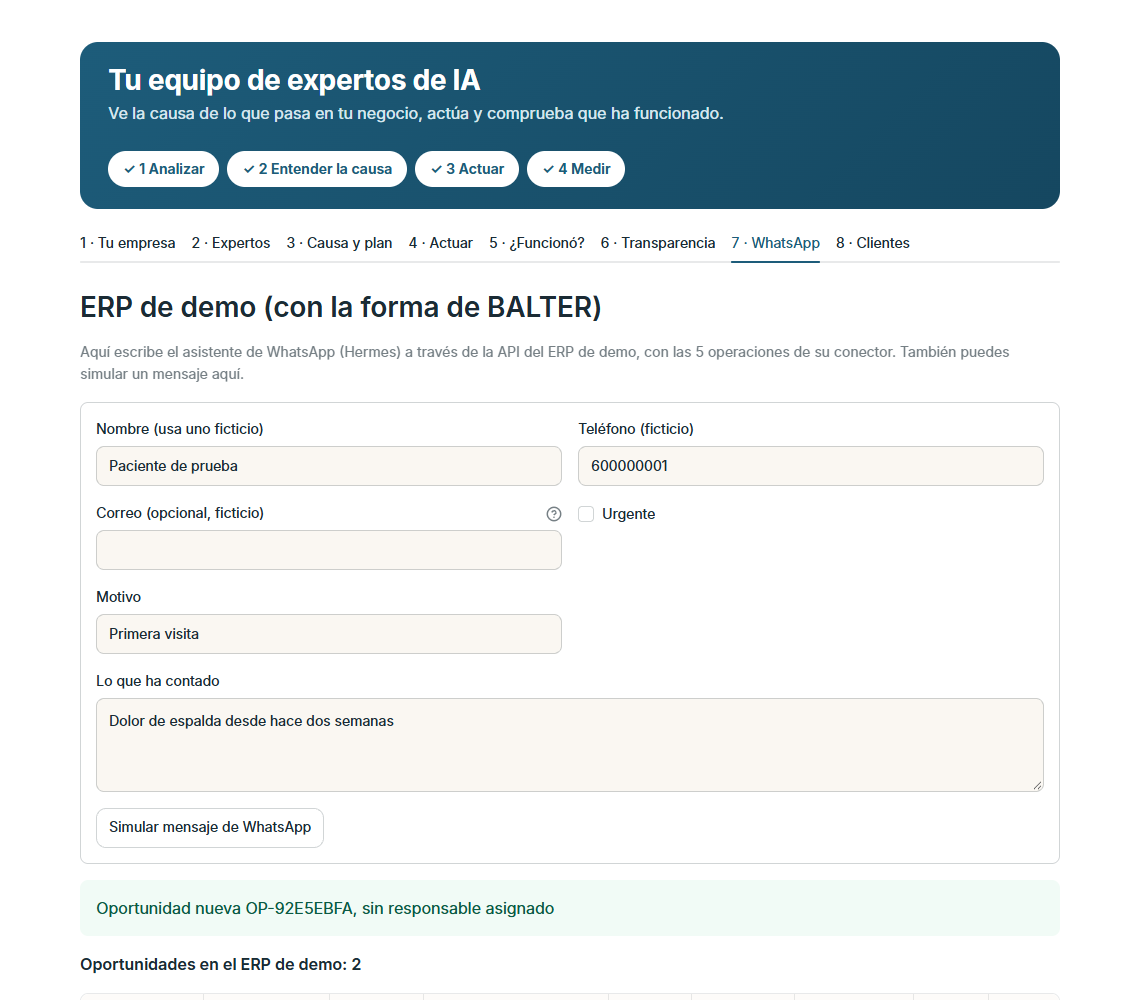 Tu equipo de expertos de IA
Ve la causa de lo que pasa en tu negocio, actúa y comprueba que ha funcionado.
✓ 1 Analizar
✓ 2 Entender la causa
✓ 3 Actuar
✓ 4 Medir
1 · Tu empresa
2 · Expertos
3 · Causa y plan
4 · Actuar
5 · ¿Funcionó?
6 · Transparencia
7 · WhatsApp
8 · Clientes
ERP de demo (con la forma de BALTER)
Aquí escribe el asistente de WhatsApp (Hermes) a través de la API del ERP de demo, con las 5 operaciones de su conector. También puedes
simular un mensaje aquí.
Nombre (usa uno ficticio)
Paciente de prueba
Teléfono (ficticio)
600000001
Correo (opcional, ficticio)
Urgente
Motivo
Primera visita
Lo que ha contado
Dolor de espalda desde hace dos semanas
Simular mensaje de WhatsApp
Oportunidad nueva OP-92E5EBFA, sin responsable asignado
Oportunidades en el ERP de demo: 2